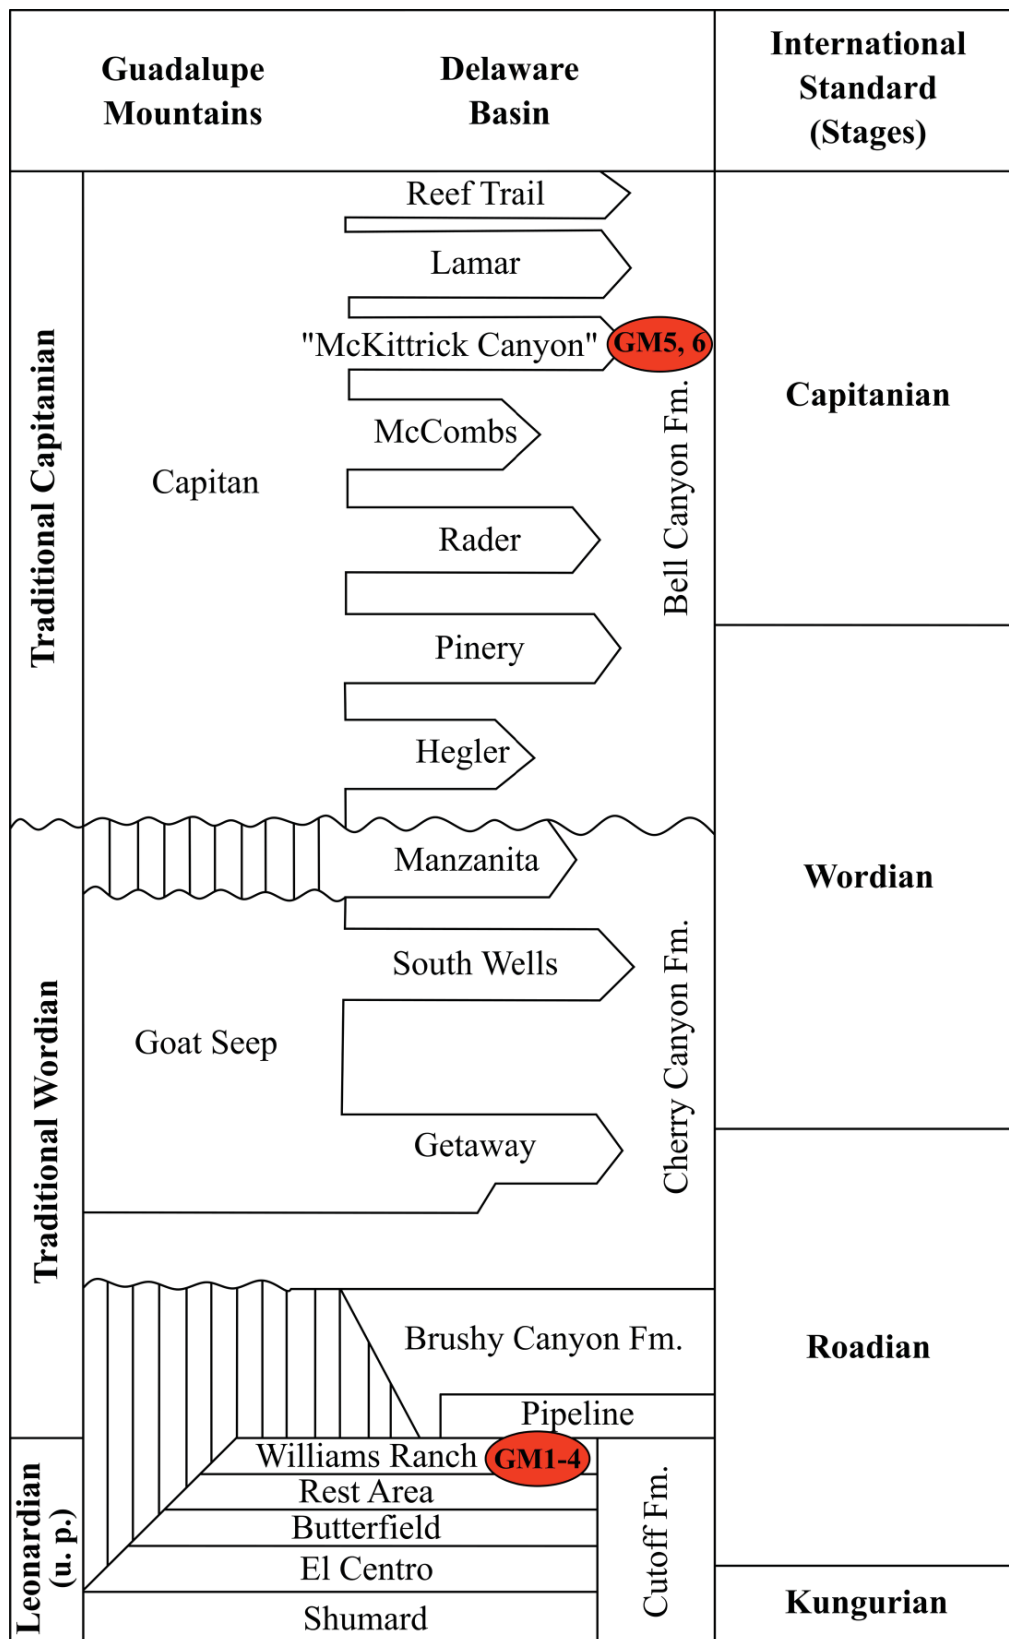 Guadalupe
Mountains
Delaware
Basin
International
Standard
(Stages)
Traditional Capitanian
Traditional Wordian
Leonardian
(u. p.)
Capitan
Goat Seep
Reef Trail
Lamar
"McKittrick Canyon"
GM5, 6
McCombs
Rader
Pinery
Hegler
Manzanita
South Wells
Getaway
Brushy Canyon Fm.
Pipeline
Williams Ranch
GM1-4
Rest Area
Butterfield
El Centro
Shumard
Bell Canyon Fm.
Cherry Canyon Fm.
Cutoff Fm.
Capitanian
Wordian
Roadian
Kungurian